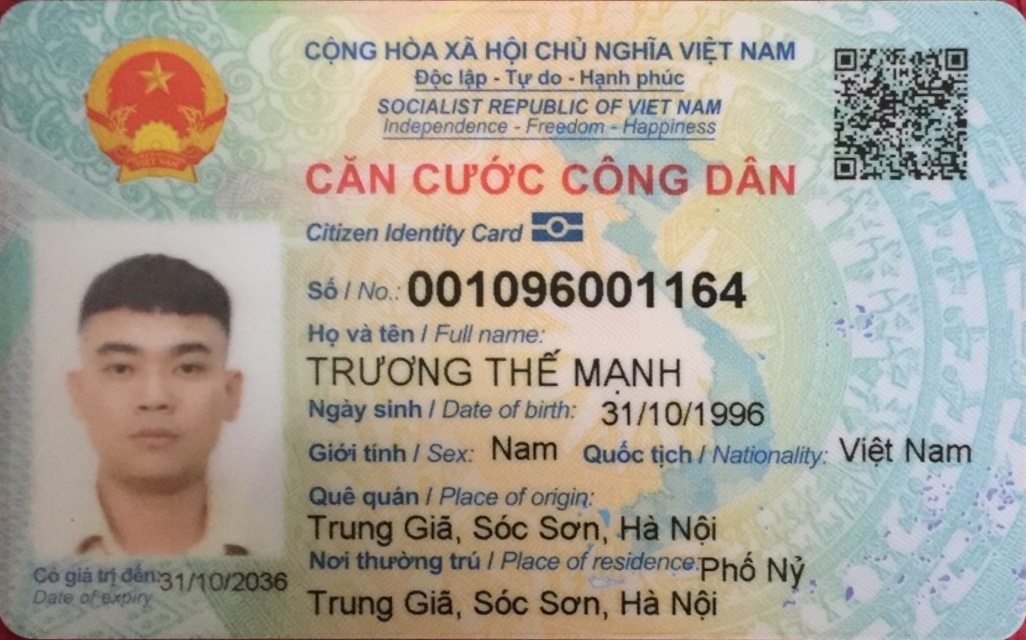 CỘNG HÒA XÃ HỘI CHỦ NGHĨA VIỆT NAM
Độc lập - Tự do - Hạnh phúc
SOCIALIST REPUBLIC OF VIET NAM
Independence - Freedom - Happiness
CĂN CƯỚC CÔNG DÂN
Citizen Identity Card
Số / No.: 001096001164
Họ và tên / Full name:
TRƯƠNG THẾ MẠNH
Ngày sinh / Date of birth: 31/10/1996
Giới tính / Sex: Nam Quốc tịch / Nationality: Việt Nam
Quê quán / Place of origin:
Trung Giã, Sóc Sơn, Hà Nội
Nơi thường trú / Place of residence: Phố Nỷ
Trung Giã, Sóc Sơn, Hà Nội
Có giá trị đến: 31/10/2036
Date of expiry
VIỆT NAM